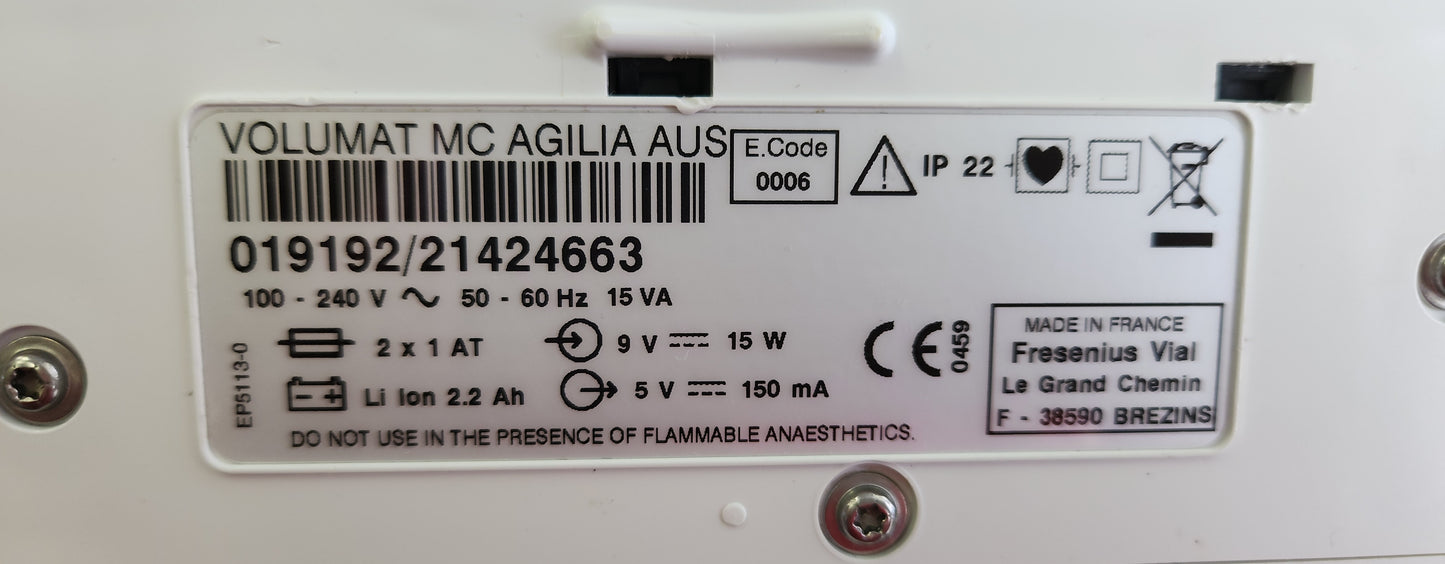 VOLUMAT MC AGILIA AUS
E.Code
0006
IP 22
019192/21424663
100 - 240 V 50 - 60 Hz 15 VA
2 x 1 AT
9 V 15 W
Li Ion 2.2 Ah
5 V 150 mA
EP5113-0
DO NOT USE IN THE PRESENCE OF FLAMMABLE ANAESTHETICS.
CE
0459
MADE IN FRANCE
Fresenius Vial
Le Grand Chemin
F - 38590 BREZINS